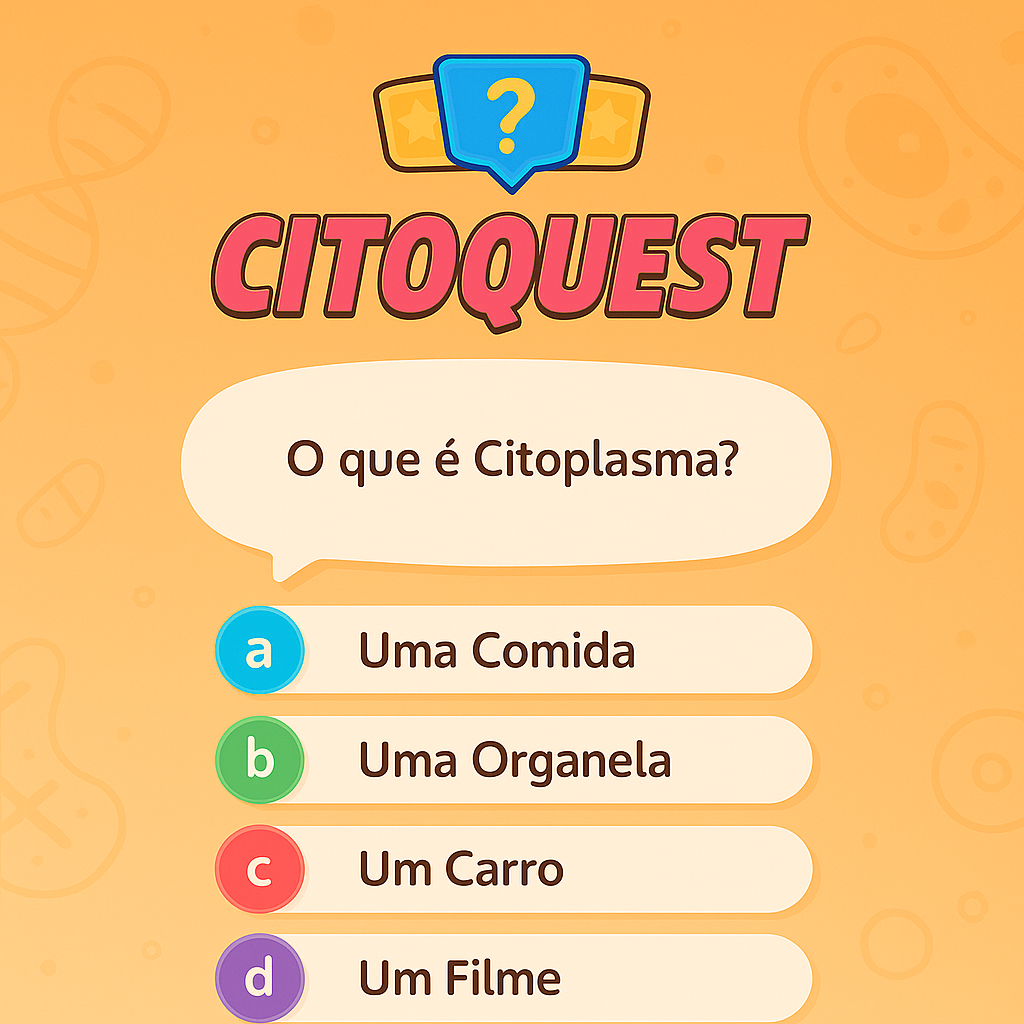 ?
CITOQUEST
O que é Citoplasma?
a Uma Comida
b Uma Organela
c Um Carro
d Um Filme